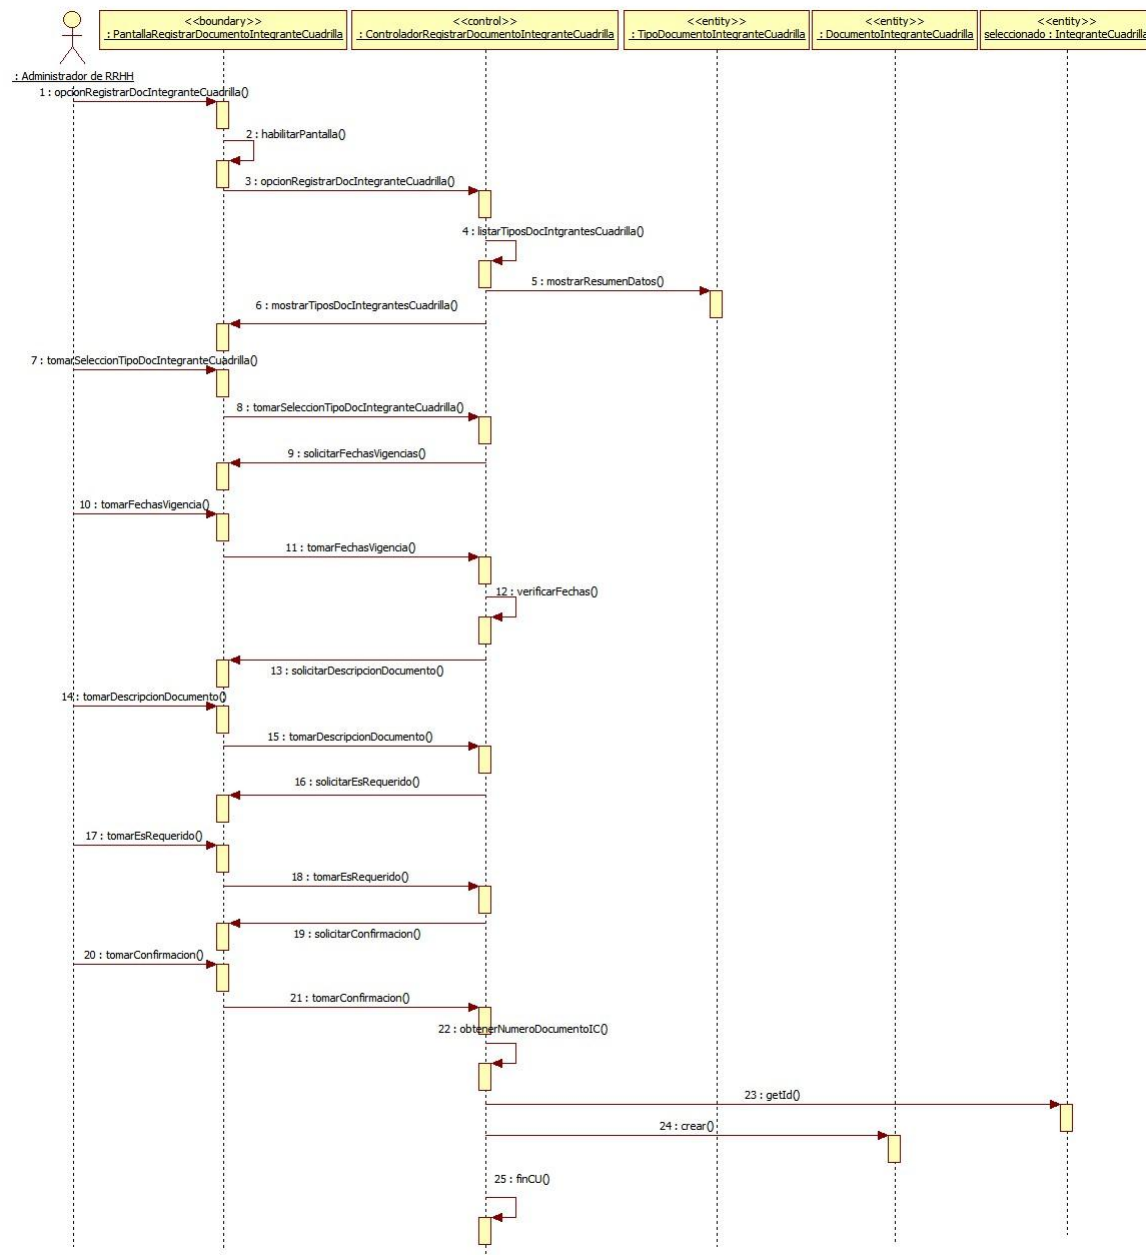 <<boundary>>
: PantallaRegistrarDocumentoIntegranteCuadrilla
<<control>>
: ControladorRegistrarDocumentoIntegranteCuadrilla
<<entity>>
: TipoDocumentoIntegranteCuadrilla
<<entity>>
: DocumentoIntegranteCuadrilla
<<entity>>
seleccionado : IntegranteCuadrilla
: Administrador de RRHH
1 : opcionRegistrarDocIntegranteCuadrilla()
2 : habilitarPantalla()
3 : opcionRegistrarDocIntegranteCuadrilla()
4 : listarTiposDocIntgrantesCuadrilla()
5 : mostrarResumenDatos()
6 : mostrarTiposDocIntegrantesCuadrilla()
7 : tomarSeleccionTipoDocIntegranteCuadrilla()
8 : tomarSeleccionTipoDocIntegranteCuadrilla()
9 : solicitarFechasVigencias()
10 : tomarFechasVigencia()
11 : tomarFechasVigencia()
12 : verificarFechas()
13 : solicitarDescripcionDocumento()
14 : tomarDescripcionDocumento()
15 : tomarDescripcionDocumento()
16 : solicitarEsRequerido()
17 : tomarEsRequerido()
18 : tomarEsRequerido()
19 : solicitarConfirmacion()
20 : tomarConfirmacion()
21 : tomarConfirmacion()
22 : obtenerNumeroDocumentoIC()
23 : getId()
24 : crear()
25 : finCU()